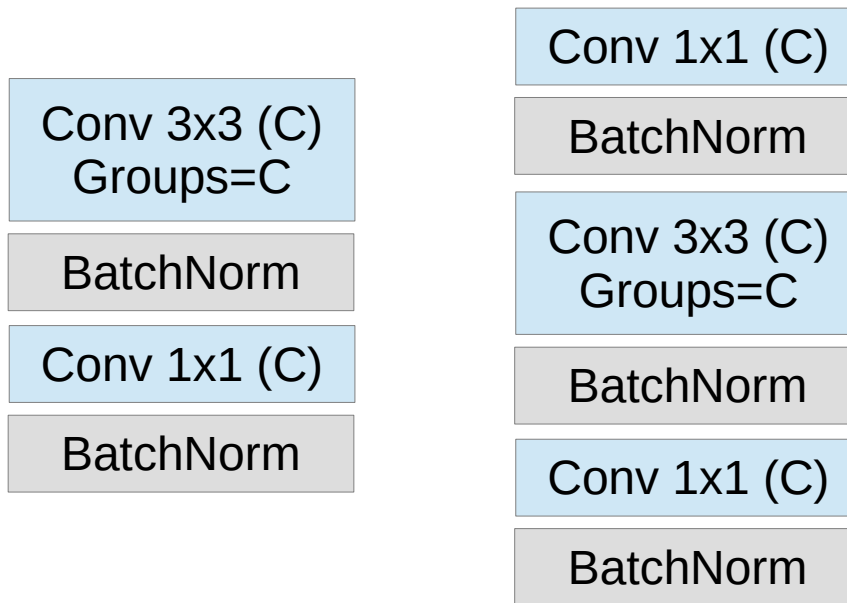 Conv 3x3 (C)
Groups=C
BatchNorm
Conv 1x1 (C)
BatchNorm
Conv 1x1 (C)
BatchNorm
Conv 3x3 (C)
Groups=C
BatchNorm
Conv 1x1 (C)
BatchNorm